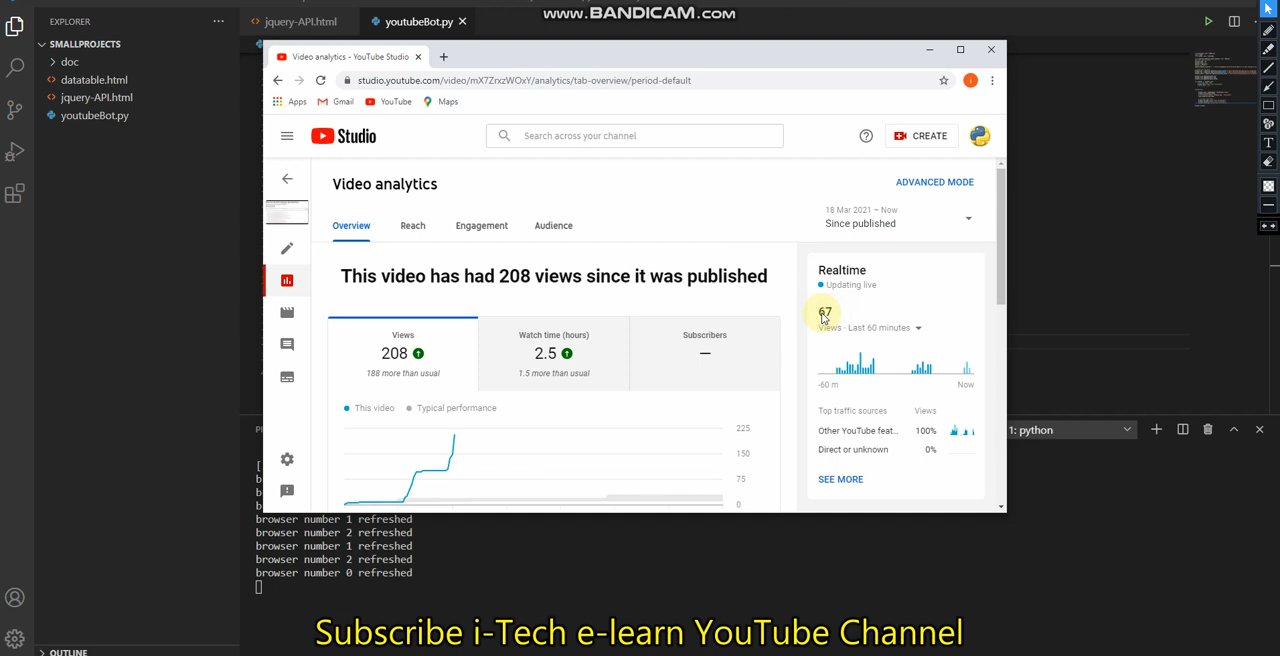 www.BANDICAM.com
EXPLORER
jquery-API.html
youtubeBot.py
SMALLPROJECTS
doc
datatable.html
jquery-API.html
youtubeBot.py
OUTLINE
Video analytics - YouTube Studio
studio.youtube.com/video/mX7ZrxzWOxY/analytics/tab-overview/period-default
Apps
Gmail
YouTube
Maps
Studio
Search across your channel
CREATE
Video analytics
ADVANCED MODE
Overview
Reach
Engagement
Audience
18 Mar 2021 – Now
Since published
This video has had 208 views since it was published
Views
208
188 more than usual
Watch time (hours)
2.5
1.5 more than usual
Subscribers
—
This video
Typical performance
225
150
75
0
Realtime
Updating live
67
Views · Last 60 minutes
-60 m
Now
Top traffic sources
Views
Other YouTube feat...
100%
Direct or unknown
0%
SEE MORE
1: python
browser number 1 refreshed
browser number 2 refreshed
browser number 1 refreshed
browser number 2 refreshed
browser number 0 refreshed
Subscribe i-Tech e-learn YouTube Channel